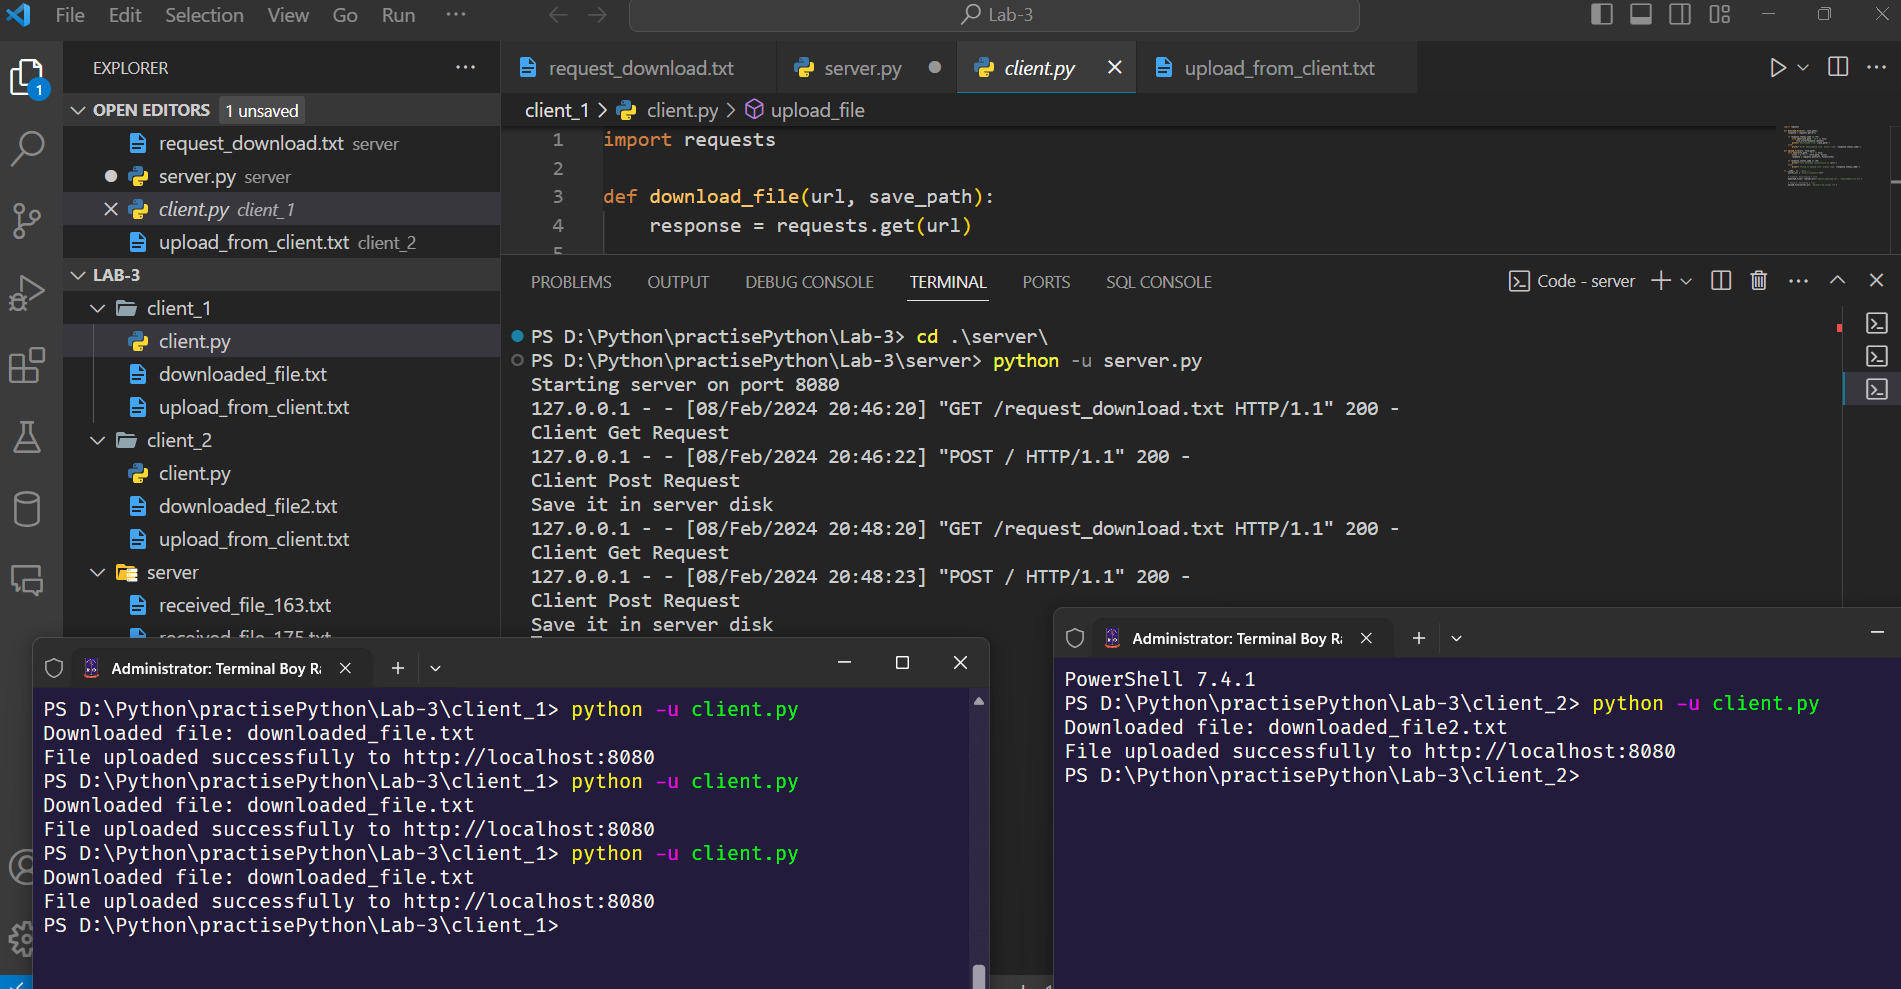 File Edit Selection View Go Run ···
Lab-3
EXPLORER
1
OPEN EDITORS 1 unsaved
request_download.txt server
server.py server
client.py client_1
upload_from_client.txt client_2
LAB-3
client_1
client.py
downloaded_file.txt
upload_from_client.txt
client_2
client.py
downloaded_file2.txt
upload_from_client.txt
server
received_file_163.txt
received_file_175.txt
request_download.txt server.py client.py upload_from_client.txt
client_1 > client.py > upload_file
1 import requests
2
3 def download_file(url, save_path):
4 response = requests.get(url)
5
PROBLEMS OUTPUT DEBUG CONSOLE TERMINAL PORTS SQL CONSOLE
Code - server
PS D:\Python\practisePython\Lab-3> cd .\server\
PS D:\Python\practisePython\Lab-3\server> python -u server.py
Starting server on port 8080
127.0.0.1 - - [08/Feb/2024 20:46:20] "GET /request_download.txt HTTP/1.1" 200 -
Client Get Request
127.0.0.1 - - [08/Feb/2024 20:46:22] "POST / HTTP/1.1" 200 -
Client Post Request
Save it in server disk
127.0.0.1 - - [08/Feb/2024 20:48:20] "GET /request_download.txt HTTP/1.1" 200 -
Client Get Request
127.0.0.1 - - [08/Feb/2024 20:48:23] "POST / HTTP/1.1" 200 -
Client Post Request
Save it in server disk
Administrator: Terminal Boy Ra
PS D:\Python\practisePython\Lab-3\client_1> python -u client.py
Downloaded file: downloaded_file.txt
File uploaded successfully to http://localhost:8080
PS D:\Python\practisePython\Lab-3\client_1> python -u client.py
Downloaded file: downloaded_file.txt
File uploaded successfully to http://localhost:8080
PS D:\Python\practisePython\Lab-3\client_1> python -u client.py
Downloaded file: downloaded_file.txt
File uploaded successfully to http://localhost:8080
PS D:\Python\practisePython\Lab-3\client_1>
Administrator: Terminal Boy Ra
PowerShell 7.4.1
PS D:\Python\practisePython\Lab-3\client_2> python -u client.py
Downloaded file: downloaded_file2.txt
File uploaded successfully to http://localhost:8080
PS D:\Python\practisePython\Lab-3\client_2>